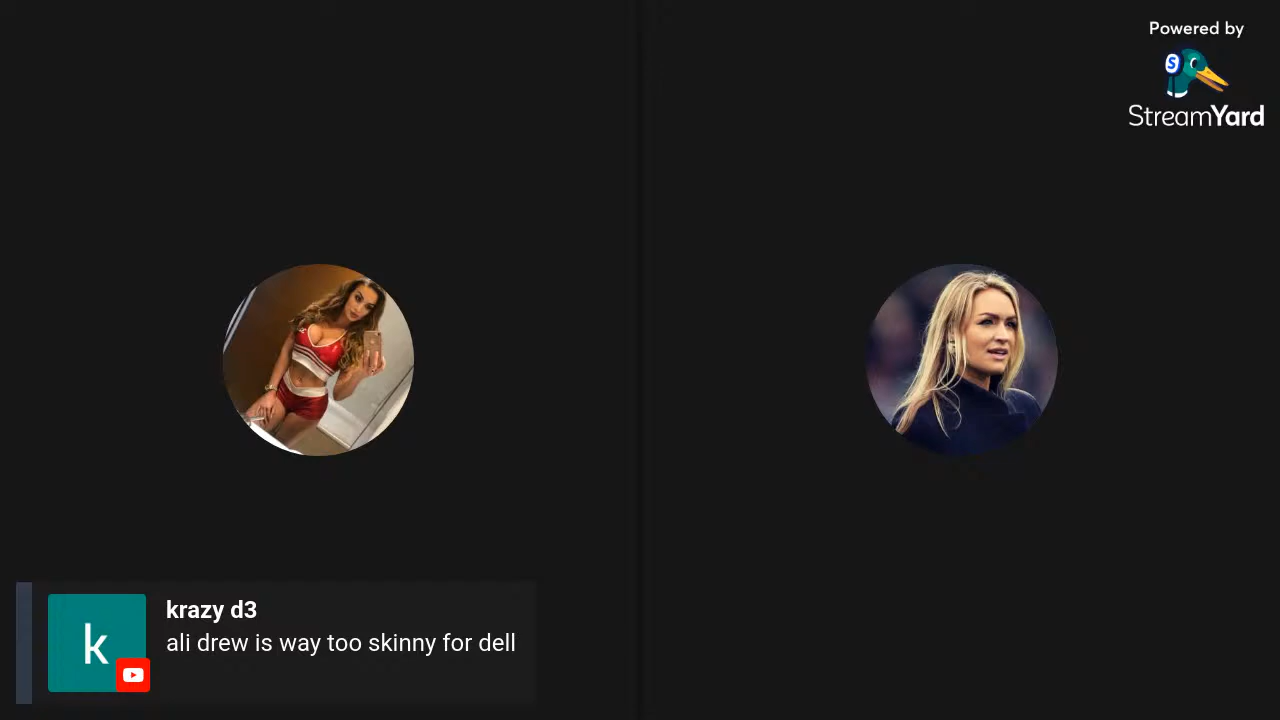 Powered by
S
StreamYard
k
krazy d3
ali drew is way too skinny for dell